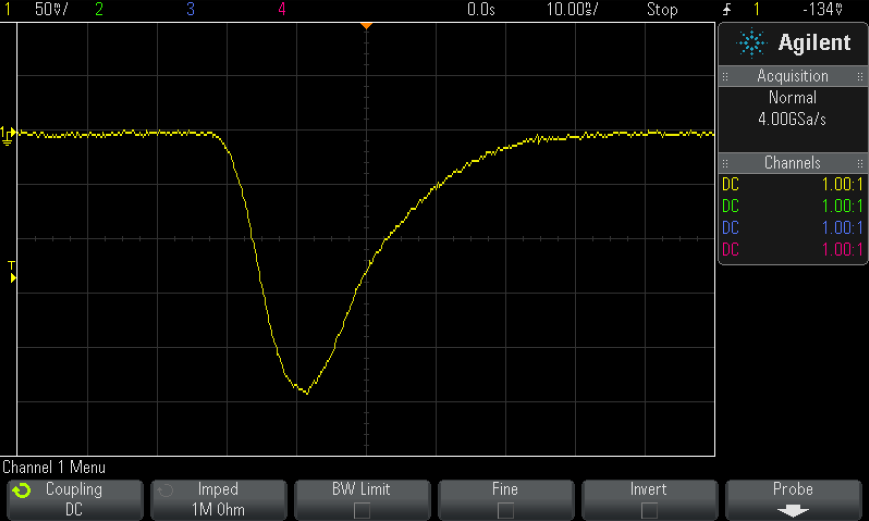 1 50mV/ 2 3 4 0.0s 10.00ns/ Stop 1 -134mV
Agilent
Acquisition
Normal
4.00GSa/s
Channels
DC 1.00:1
DC 1.00:1
DC 1.00:1
DC 1.00:1
1
T
Channel 1 Menu
Coupling Imped BW Limit Fine Invert Probe
DC 1M Ohm